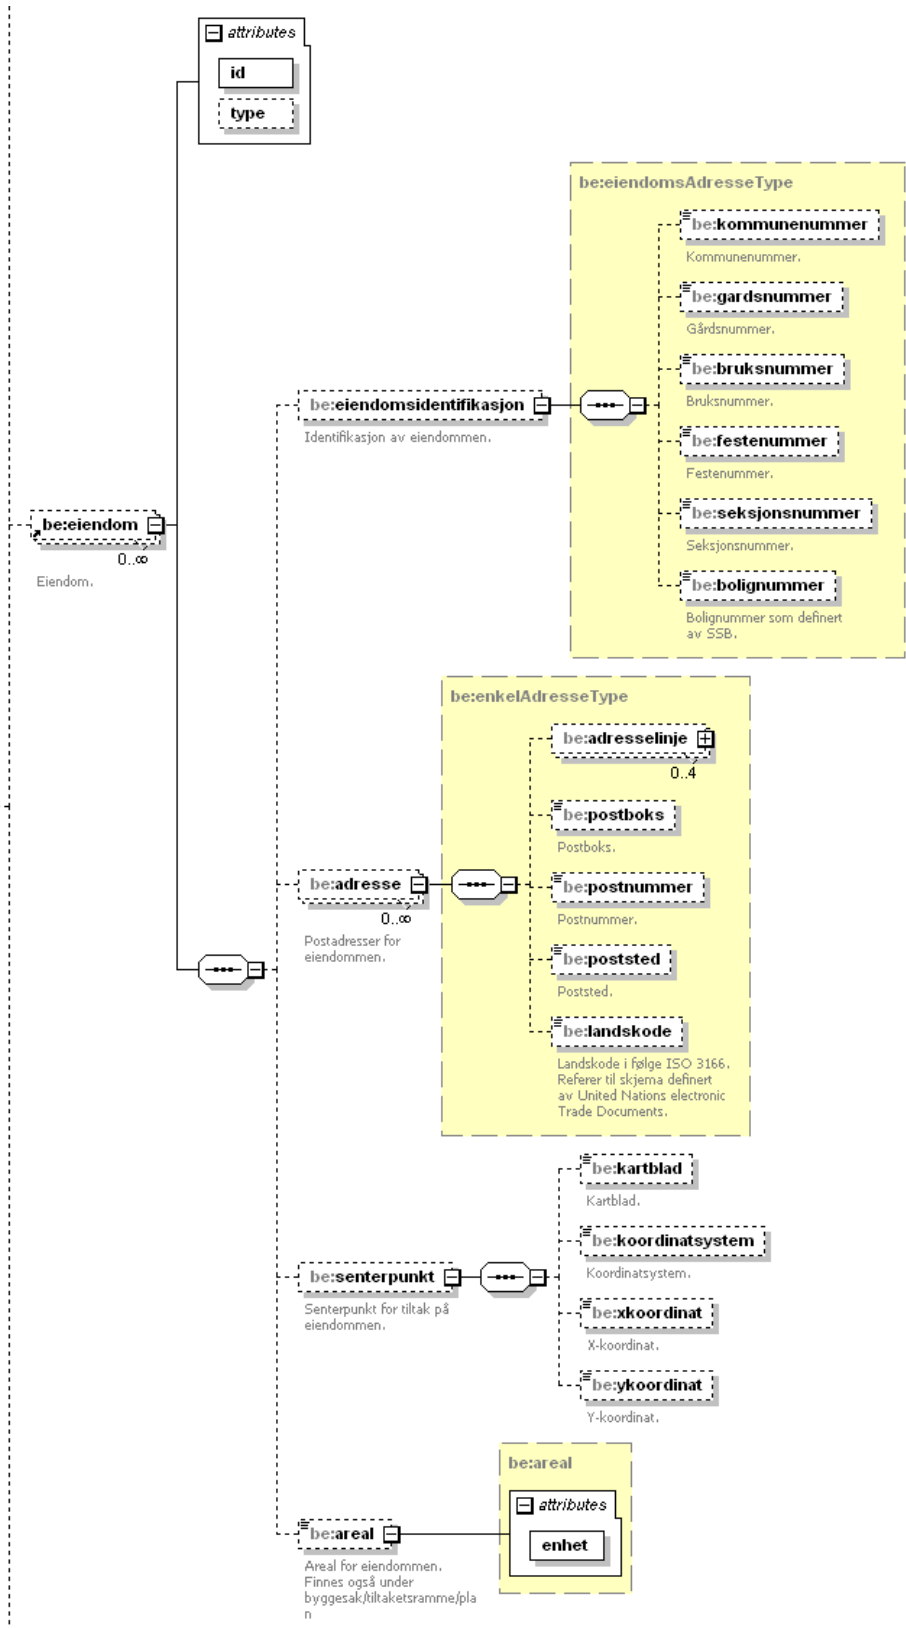 attributes
id
type
be:eiendomsAdresseType
be:kommunenummer
Kommunenummer.
be:gardsnummer
Gårdsnummer.
be:bruksnummer
Bruksnummer.
be:eiendomsidentifikasjon
Identifikasjon av eiendommen.
be:festenummer
Festenummer.
be:seksjonsnummer
Seksjonsnummer.
be:eiendom
0..∞
Eiendom.
be:bolignummer
Bolignummer som definert
av SSB.
be:enkelAdresseType
be:adresselinje
0..4
be:postboks
Postboks.
be:adresse
0..∞
Postadresser for
eiendommen.
be:postnummer
Postnummer.
be:poststed
Poststed.
be:landskode
Landskode i følge ISO 3166.
Referer til skjema definert
av United Nations electronic
Trade Documents.
be:kartblad
Kartblad.
be:koordinatsystem
Koordinatsystem.
be:senterpunkt
Senterpunkt for tiltak på
eiendommen.
be:xkoordinat
X-koordinat.
be:ykoordinat
Y-koordinat.
be:areal
attributes
enhet
be:areal
Areal for eiendommen.
Finnes også under
byggesak/tiltaketsramme/pla
n